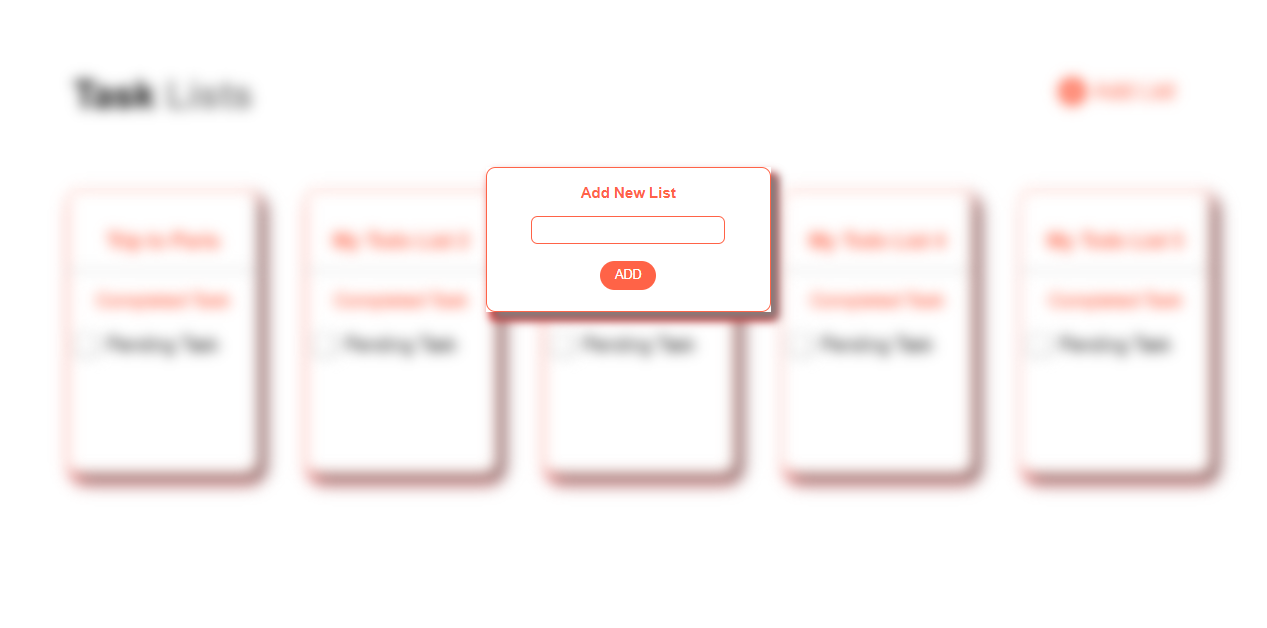 Task Lists
Add List
Add New List
ADD
Trip to Paris
My Todo List 2
My Todo List 4
My Todo List 5
Completed Task
Completed Task
Completed Task
Completed Task
Pending Task
Pending Task
Pending Task
Pending Task
Pending Task